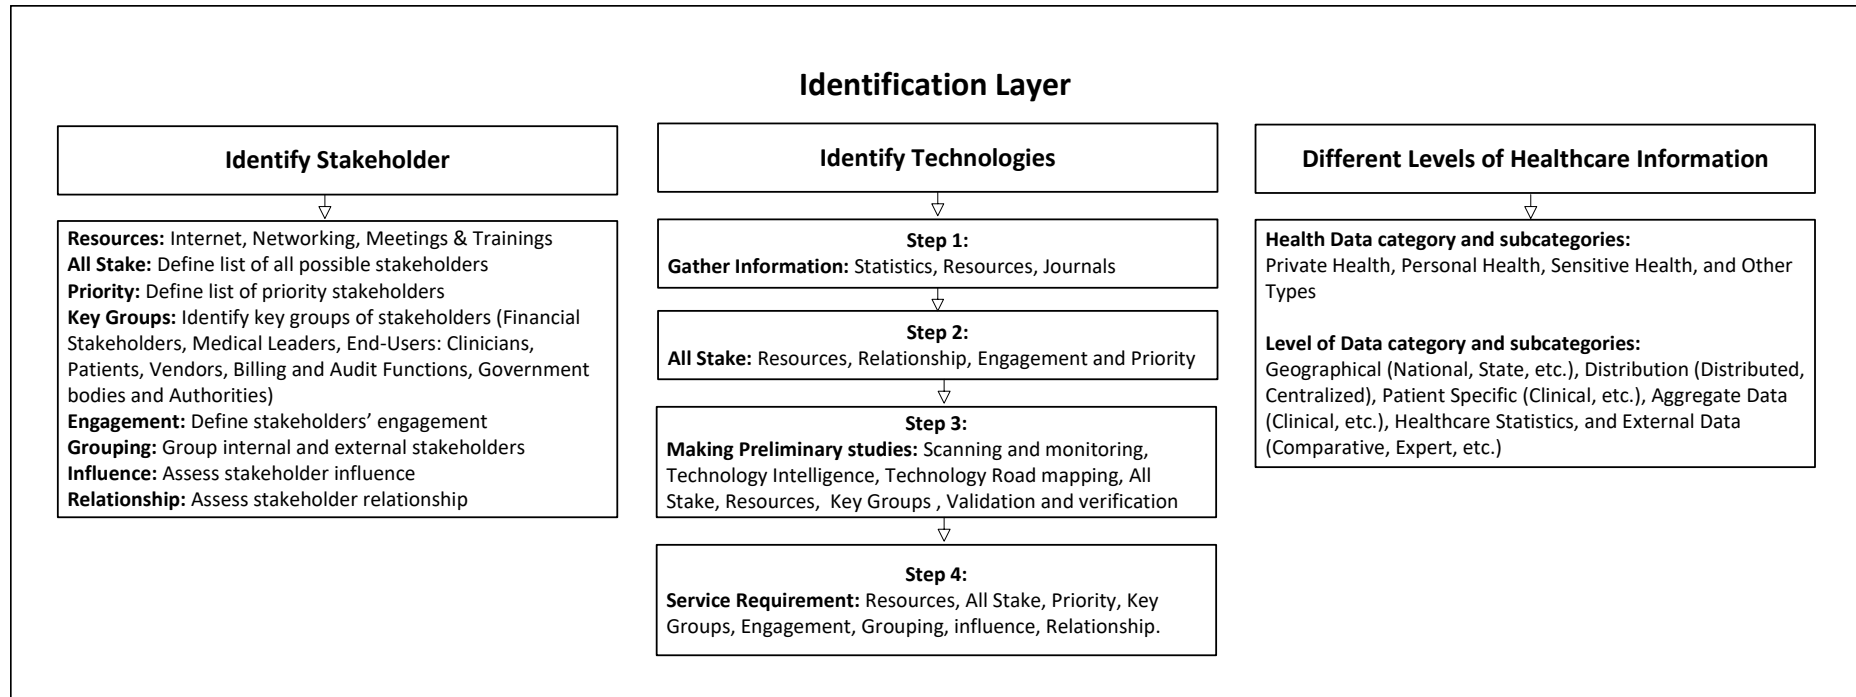 Identification Layer
Identify Stakeholder
Resources: Internet, Networking, Meetings & Trainings
All Stake: Define list of all possible stakeholders
Priority: Define list of priority stakeholders
Key Groups: Identify key groups of stakeholders (Financial
Stakeholders, Medical Leaders, End-Users: Clinicians,
Patients, Vendors, Billing and Audit Functions, Government
bodies and Authorities)
Engagement: Define stakeholders’ engagement
Grouping: Group internal and external stakeholders
Influence: Assess stakeholder influence
Relationship: Assess stakeholder relationship
Identify Technologies
Step 1:
Gather Information: Statistics, Resources, Journals
Step 2:
All Stake: Resources, Relationship, Engagement and Priority
Step 3:
Making Preliminary studies: Scanning and monitoring,
Technology Intelligence, Technology Road mapping, All
Stake, Resources,  Key Groups , Validation and verification
Step 4:
Service Requirement: Resources, All Stake, Priority, Key
Groups, Engagement, Grouping, influence, Relationship.
Different Levels of Healthcare Information
Health Data category and subcategories:
Private Health, Personal Health, Sensitive Health, and Other
Types
Level of Data category and subcategories:
Geographical (National, State, etc.), Distribution (Distributed,
Centralized), Patient Specific (Clinical, etc.), Aggregate Data
(Clinical, etc.), Healthcare Statistics, and External Data
(Comparative, Expert, etc.)